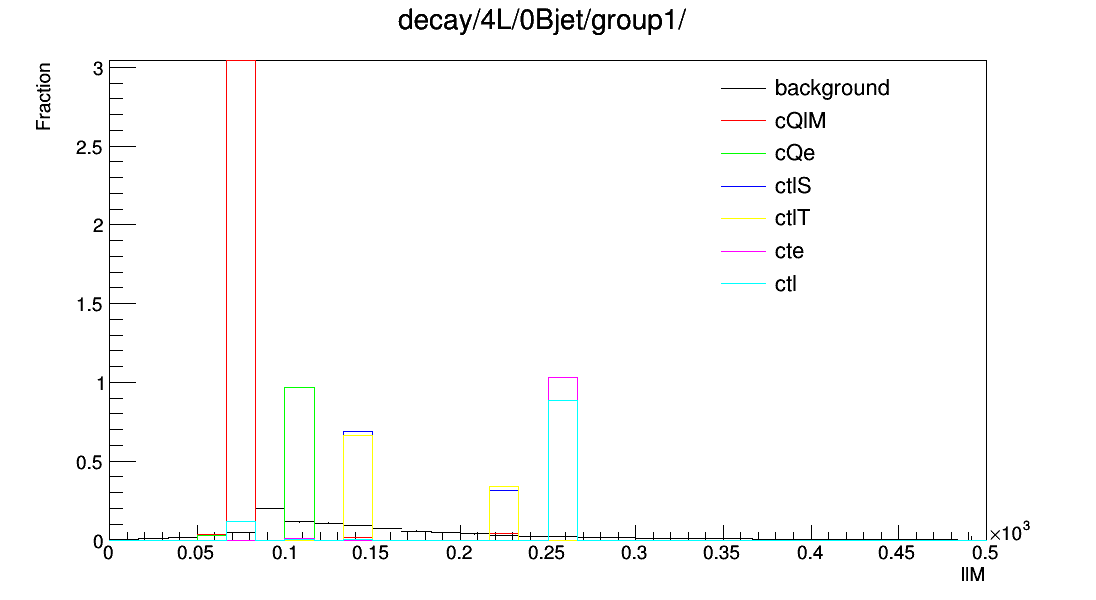 decay/4L/0Bjet/group1/
Fraction
3
2.5
2
1.5
1
0.5
0
background
cQlM
cQe
ctlS
ctlT
cte
ctl
0 0.05 0.1 0.15 0.2 0.25 0.3 0.35 0.4 0.45 0.5
×10³
llM